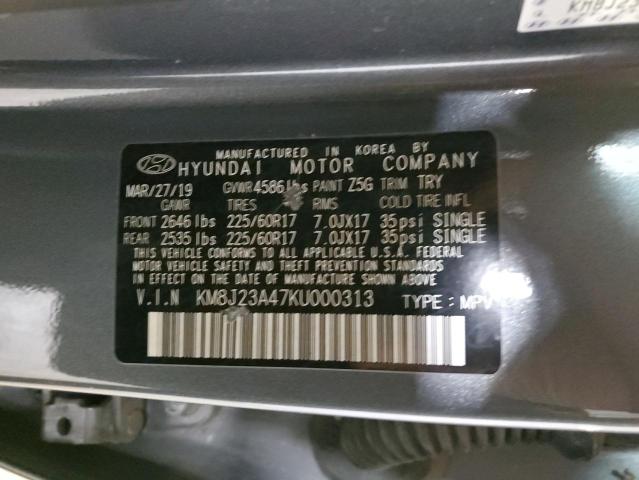 KM8J23
MANUFACTURED IN KOREA BY
HYUNDAI MOTOR COMPANY
MAR/27/19 GVWR 4586 lbs PAINT Z5G TRIM TRY
GAWR TIRES RIMS COLD TIRE INFL
FRONT 2646 lbs 225/60R17 7.0JX17 35psi SINGLE
REAR 2535 lbs 225/60R17 7.0JX17 35psi SINGLE
THIS VEHICLE CONFORMS TO ALL APPLICABLE U.S.A. FEDERAL
MOTOR VEHICLE SAFETY AND THEFT PREVENTION STANDARDS
IN EFFECT ON THE DATE OF MANUFACTURE SHOWN ABOVE
V.I.N KM8J23A47KU000313 TYPE: MPV